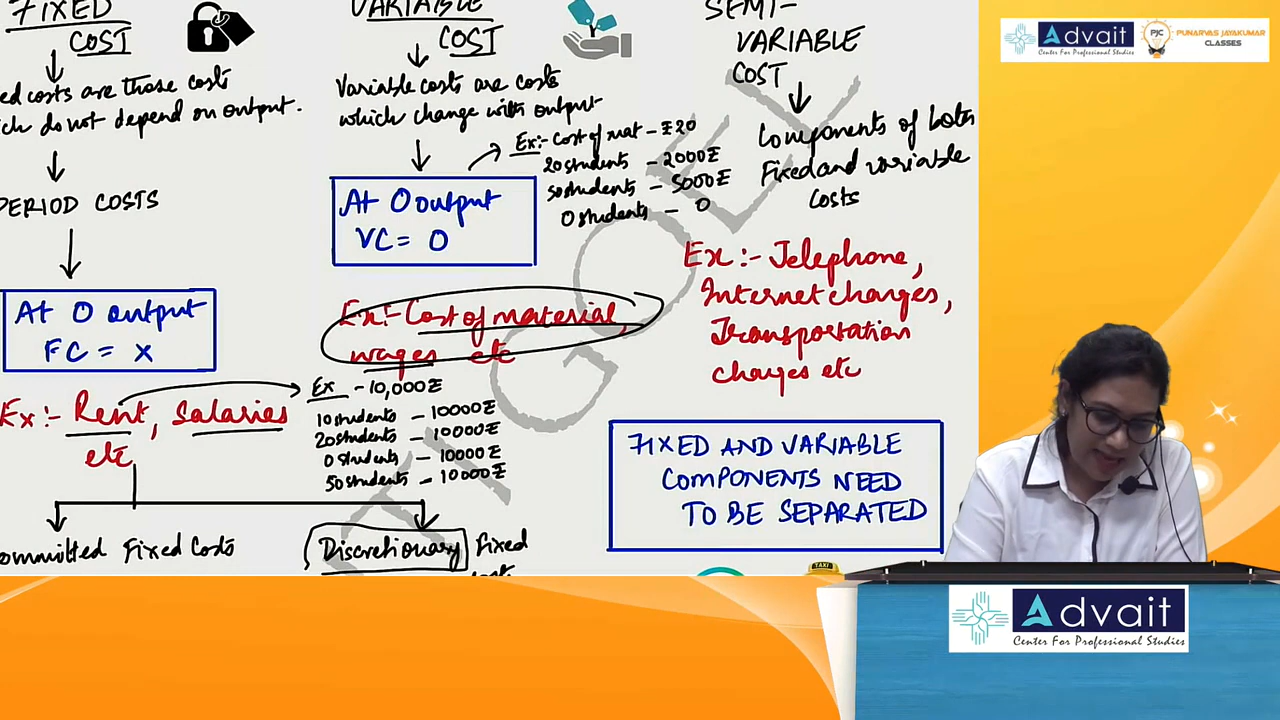 FIXED
COST
ed costs are those costs
ch do not depend on output.
PERIOD COSTS
At 0 output
FC = x
Ex:- Rent, Salaries
etc
ommitted Fixed Costs
VARIABLE
COST
Variable costs are costs
which change with output
Ex:- Cost of mat - ₹20
20 students - 2000₹
50 students - 5000₹
0 students - 0
At 0 output
VC = 0
Ex:- Cost of material,
wages etc
Ex - 10,000₹
10 students - 10000₹
20 students - 10000₹
0 students - 10000₹
50 students - 10000₹
Discretionary Fixed
SEMI-
VARIABLE
COST
Components of both
Fixed and variable
Costs
Ex:- Telephone,
Internet charges,
Transportation
charges etc
FIXED AND VARIABLE
COMPONENTS NEED
TO BE SEPARATED
TAXI
TI GOEL
Advait
Center For Professional Studies
PJC
PUNARVAS JAYAKUMAR
CLASSES
Advait
Center For Professional Studies